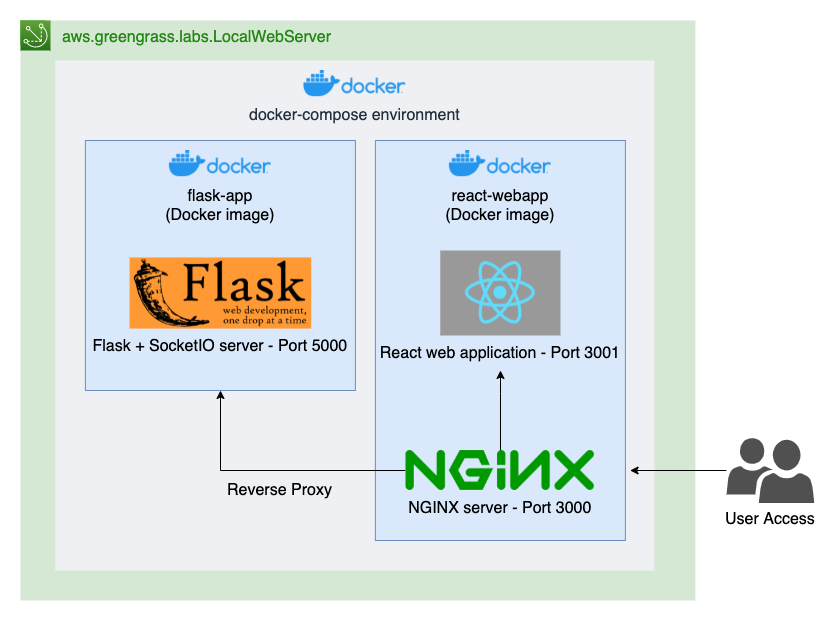 aws.greengrass.labs.LocalWebServer
docker
docker-compose environment
docker
flask-app
(Docker image)
Flask
web development,
one drop at a time
Flask + SocketIO server - Port 5000
docker
react-webapp
(Docker image)
React web application - Port 3001
NGINX
NGINX server - Port 3000
Reverse Proxy
User Access